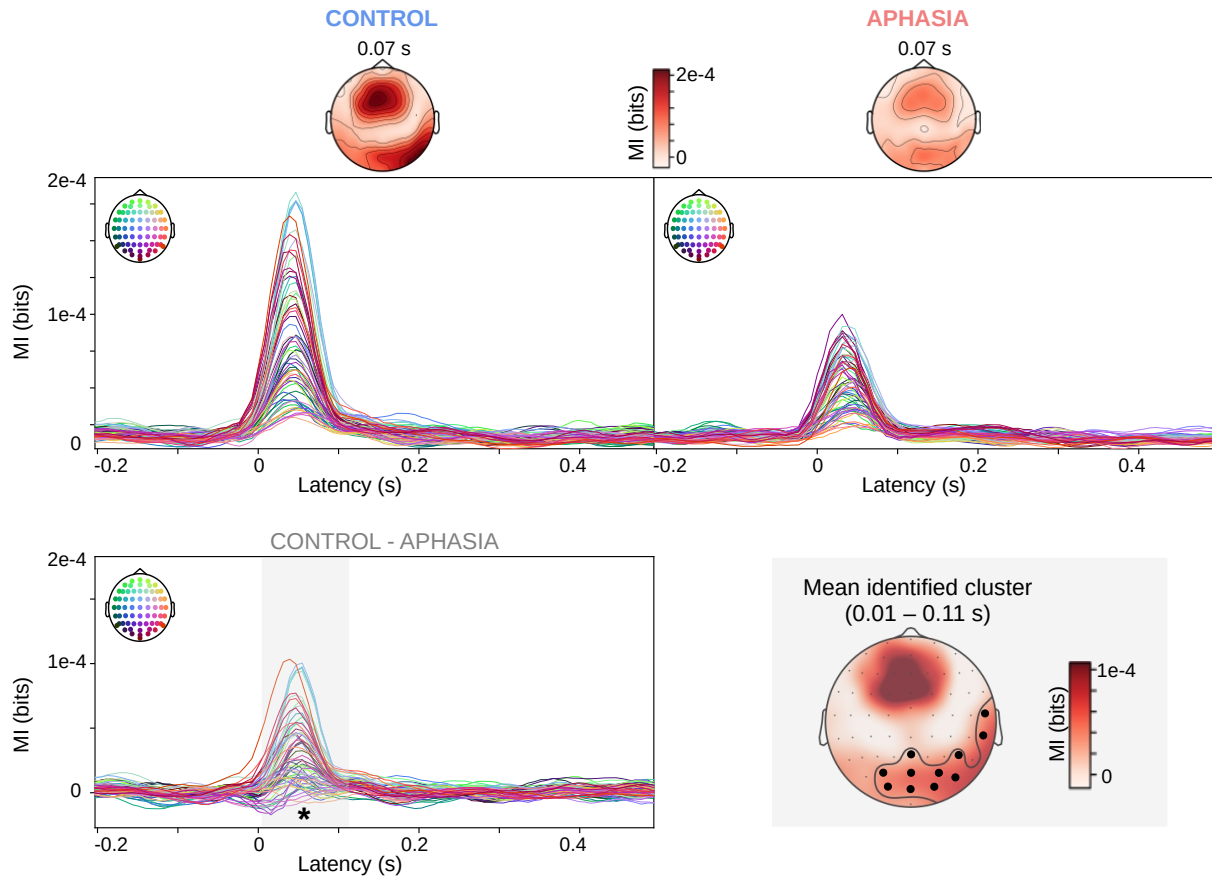 CONTROL
APHASIA
0.07 s
0.07 s
MI (bits)
2e-4
0
2e-4
1e-4
0
MI (bits)
-0.2
0
0.2
0.4
Latency (s)
-0.2
0
0.2
0.4
Latency (s)
CONTROL - APHASIA
2e-4
1e-4
0
MI (bits)
*
-0.2
0
0.2
0.4
Latency (s)
Mean identified cluster
(0.01 – 0.11 s)
MI (bits)
1e-4
0